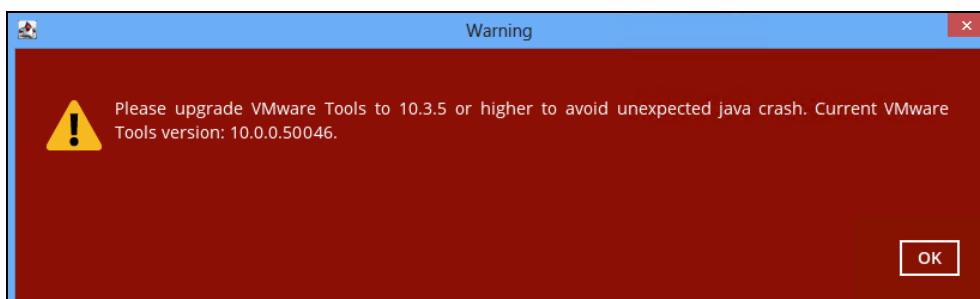 Warning
Please upgrade VMware Tools to 10.3.5 or higher to avoid unexpected java crash. Current VMware
Tools version: 10.0.0.50046.
OK